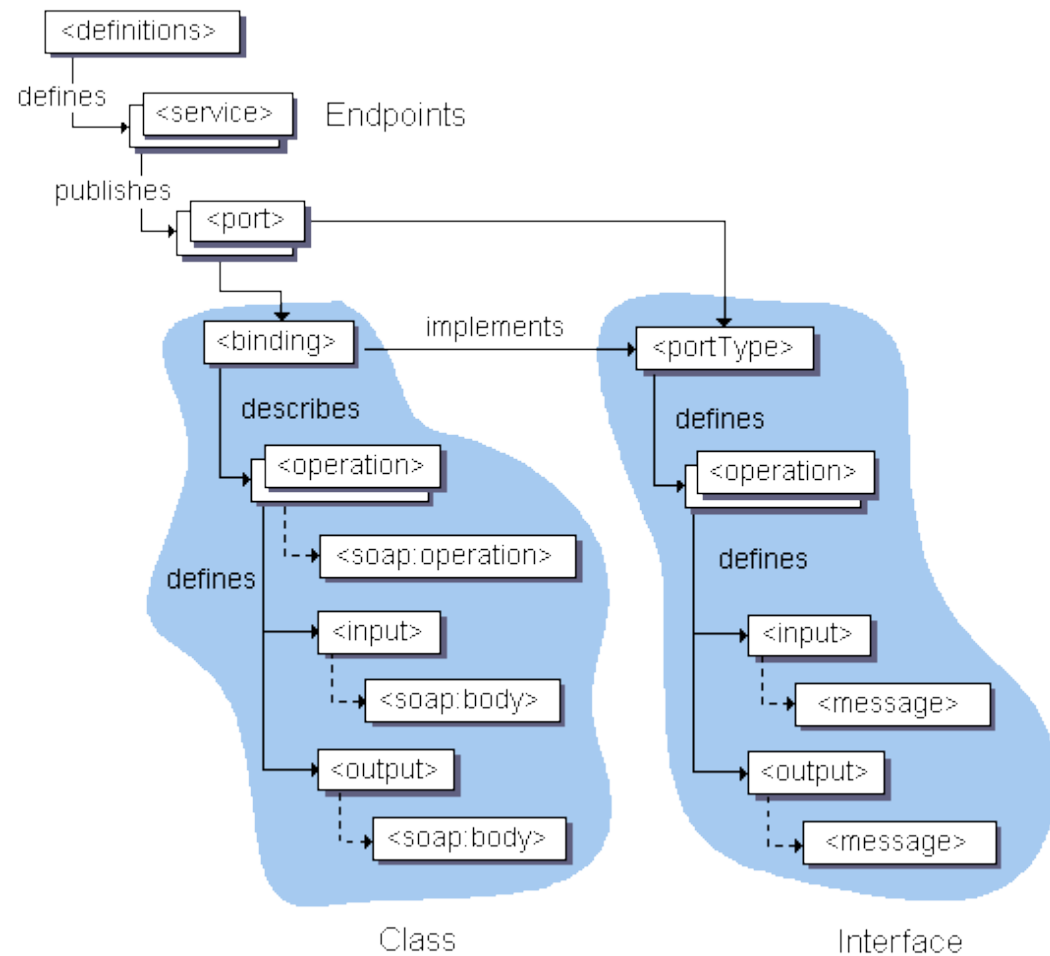 <definitions>
defines
<service>
Endpoints
publishes
<port>
implements
<binding>
<portType>
describes
defines
<operation>
<operation>
<soap:operation>
defines
defines
<input>
<input>
<soap:body>
<message>
<output>
<output>
<soap:body>
<message>
Class
Interface